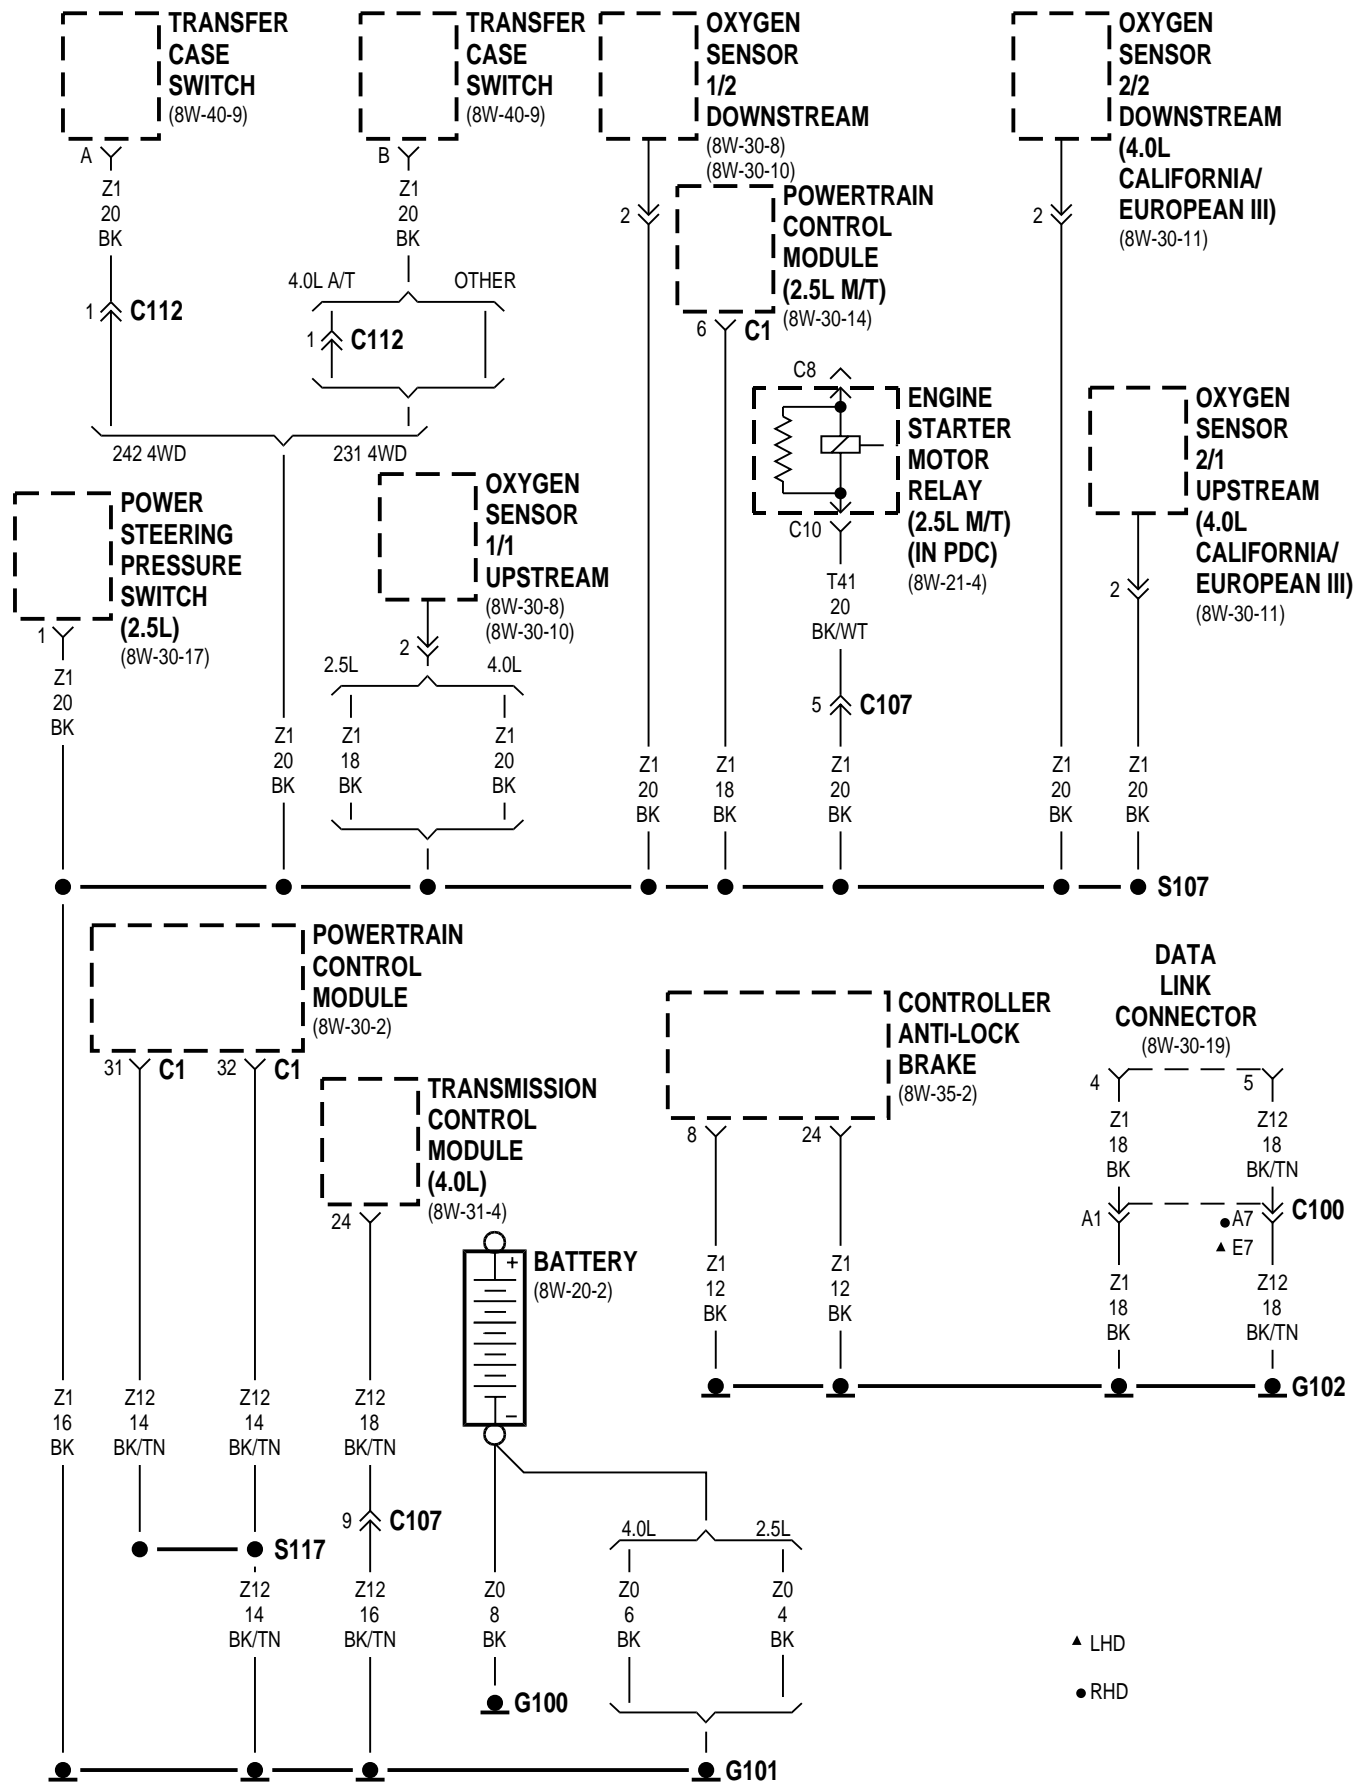 TRANSFER
CASE
SWITCH
(8W-40-9)
A
Z1
20
BK
1
C112
242 4WD
TRANSFER
CASE
SWITCH
(8W-40-9)
B
Z1
20
BK
4.0L A/T
OTHER
1
C112
231 4WD
Z1
20
BK
OXYGEN
SENSOR
1/2
DOWNSTREAM
(8W-30-8)
(8W-30-10)
2
Z1
20
BK
POWERTRAIN
CONTROL
MODULE
(2.5L M/T)
(8W-30-14)
6
C1
Z1
18
BK
OXYGEN
SENSOR
2/2
DOWNSTREAM
(4.0L
CALIFORNIA/
EUROPEAN III)
(8W-30-11)
2
Z1
20
BK
C8
ENGINE
STARTER
MOTOR
RELAY
(2.5L M/T)
(IN PDC)
(8W-21-4)
C10
T41
20
BK/WT
5
C107
Z1
20
BK
OXYGEN
SENSOR
2/1
UPSTREAM
(4.0L
CALIFORNIA/
EUROPEAN III)
(8W-30-11)
2
Z1
20
BK
POWER
STEERING
PRESSURE
SWITCH
(2.5L)
(8W-30-17)
1
Z1
20
BK
OXYGEN
SENSOR
1/1
UPSTREAM
(8W-30-8)
(8W-30-10)
2
2.5L
4.0L
Z1
18
BK
Z1
20
BK
S107
POWERTRAIN
CONTROL
MODULE
(8W-30-2)
31
C1
32
C1
TRANSMISSION
CONTROL
MODULE
(4.0L)
(8W-31-4)
24
BATTERY
(8W-20-2)
+
–
CONTROLLER
ANTI-LOCK
BRAKE
(8W-35-2)
8
24
Z1
12
BK
Z1
12
BK
DATA
LINK
CONNECTOR
(8W-30-19)
4
5
Z1
18
BK
Z12
18
BK/TN
A1
● A7
▲ E7
C100
Z1
18
BK
Z12
18
BK/TN
G102
Z1
16
BK
Z12
14
BK/TN
Z12
14
BK/TN
Z12
18
BK/TN
9
C107
S117
Z12
14
BK/TN
Z12
16
BK/TN
Z0
8
BK
G100
4.0L
2.5L
Z0
6
BK
Z0
4
BK
G101
▲ LHD
● RHD